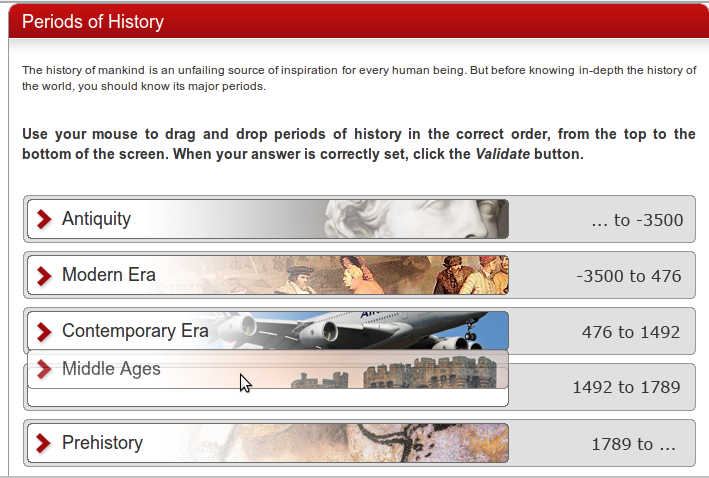 Periods of History
The history of mankind is an unfailing source of inspiration for every human being. But before knowing in-depth the history of
the world, you should know its major periods.
Use your mouse to drag and drop periods of history in the correct order, from the top to the
bottom of the screen. When your answer is correctly set, click the Validate button.
Antiquity ... to -3500
Modern Era -3500 to 476
Contemporary Era 476 to 1492
Middle Ages 1492 to 1789
Prehistory 1789 to ...